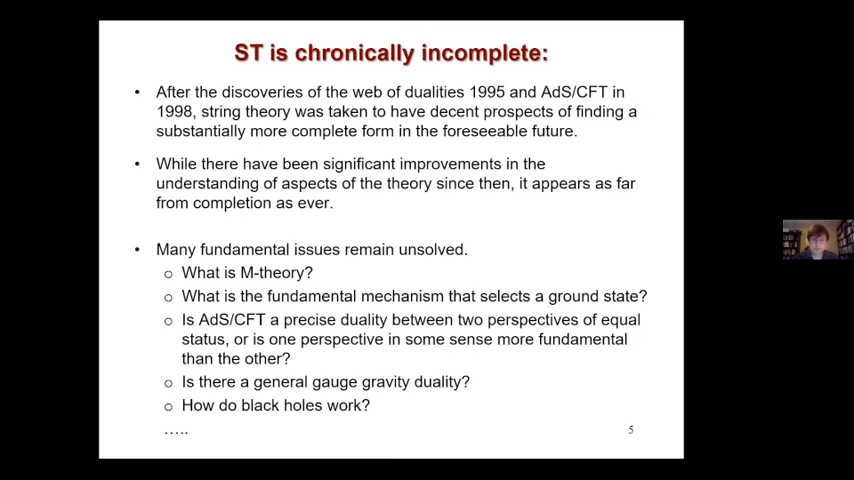 ST is chronically incomplete:
• After the discoveries of the web of dualities 1995 and AdS/CFT in
1998, string theory was taken to have decent prospects of finding a
substantially more complete form in the foreseeable future.
• While there have been significant improvements in the
understanding of aspects of the theory since then, it appears as far
from completion as ever.
• Many fundamental issues remain unsolved.
o What is M-theory?
o What is the fundamental mechanism that selects a ground state?
o Is AdS/CFT a precise duality between two perspectives of equal
status, or is one perspective in some sense more fundamental
than the other?
o Is there a general gauge gravity duality?
o How do black holes work?
…..
5